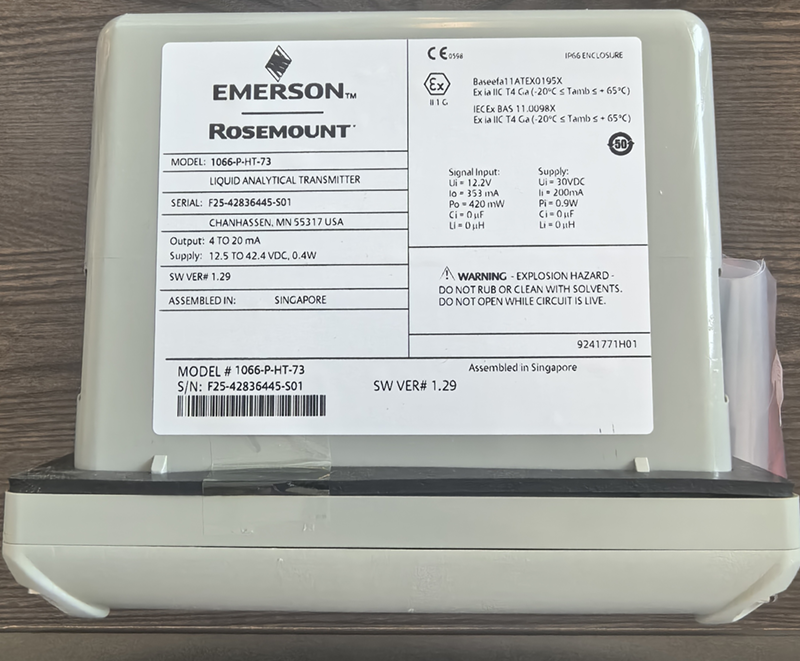 EMERSON™
ROSEMOUNT™
MODEL: 1066-P-HT-73
LIQUID ANALYTICAL TRANSMITTER
SERIAL: F25-42836445-S01
CHANHASSEN, MN 55317 USA
Output: 4 TO 20 mA
Supply: 12.5 TO 42.4 VDC, 0.4W
SW VER# 1.29
ASSEMBLED IN: SINGAPORE
CE 0598 IP66 ENCLOSURE
Ex
II 1 G
Baseefa11ATEX0195X
Ex ia IIC T4 Ga (-20°C ≤ Tamb ≤ + 65°C)
IECEx BAS 11.0098X
Ex ia IIC T4 Ga (-20°C ≤ Tamb ≤ + 65°C)
50
Signal Input: Supply:
Ui = 12.2V Ui = 30VDC
Io = 353 mA Ii = 200mA
Po = 420 mW Pi = 0.9W
Ci = 0 µF Ci = 0 µF
Li = 0 µH Li = 0 µH
WARNING - EXPLOSION HAZARD -
DO NOT RUB OR CLEAN WITH SOLVENTS.
DO NOT OPEN WHILE CIRCUIT IS LIVE.
9241771H01
MODEL # 1066-P-HT-73 Assembled in Singapore
S/N: F25-42836445-S01 SW VER# 1.29